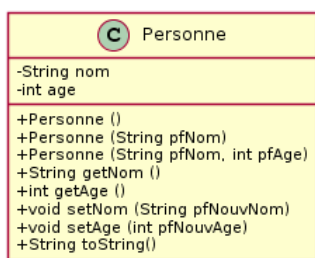 C Personne
-String nom
-int age
+Personne ()
+Personne (String pfNom)
+Personne (String pfNom, int pfAge)
+String getNom ()
+int getAge ()
+void setNom (String pfNouvNom)
+void setAge (int pfNouvAge)
+String toString()